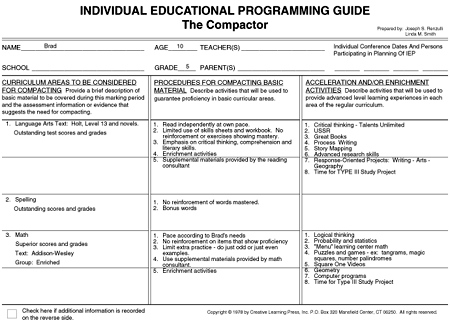 INDIVIDUAL EDUCATIONAL PROGRAMMING GUIDE
The Compactor
Prepared by: Joseph S. Renzulli
Linda M. Smith
NAME Brad AGE 10 TEACHER(S) Individual Conference Dates And Persons
Participating in Planning Of IEP
SCHOOL GRADE 5 PARENT(S)
CURRICULUM AREAS TO BE CONSIDERED
FOR COMPACTING Provide a brief description of
basic material to be covered during this marking period
and the assessment information or evidence that
suggests the need for compacting.
PROCEDURES FOR COMPACTING BASIC
MATERIAL Describe activities that will be used to
guarantee proficiency in basic curricular areas.
ACCELERATION AND/OR ENRICHMENT
ACTIVITIES Describe activities that will be used to
provide advanced level learning experiences in each
area of the regular curriculum.
1. Language Arts Text: Holt, Level 13 and novels.
Outstanding test scores and grades
1. Read independently at own pace.
2. Limited use of skills sheets and workbook. No
reinforcement or exercises showing mastery.
3. Emphasis on critical thinking, comprehension and
literary skills.
4. Enrichment activities
5. Supplemental materials provided by the reading
consultant
1. Critical thinking - Talents Unlimited
2. USSR
3. Great Books
4. Process Writing
5. Story Mapping
6. Advanced research skills
7. Response-Oriented Projects: Writing - Arts -
Geography
8. Time for TYPE III Study Project
2. Spelling
Outstanding scores and grades
1. No reinforcement of words mastered.
2. Bonus words
3. Math
Superior scores and grades
Text: Addison-Wesley
Group: Enriched
1. Pace according to Brad's needs
2. No reinforcement on items that show proficiency
3. Limit extra practice - do just odd or just even
examples.
4. Use supplemental materials provided by math
consultant.
5. Enrichment activities
1. Logical thinking
2. Probability and statistics
3. "Menu" learning center math
4. Puzzles and games - ex: tangrams, magic
squares, number palindromes
5. Square One Videos
6. Geometry
7. Computer programs
8. Time for Type III Study Project
Check here if additional information is recorded
on the reverse side.
Copyright © 1978 by Creative Learning Press, Inc. P.O. Box 320 Mansfield Center, CT 06250. All rights reserved.